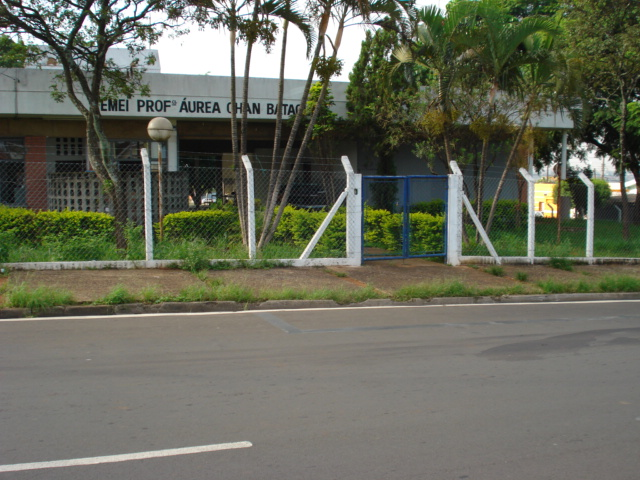 EMEI PROFª ÁUREA CHAN BATAG